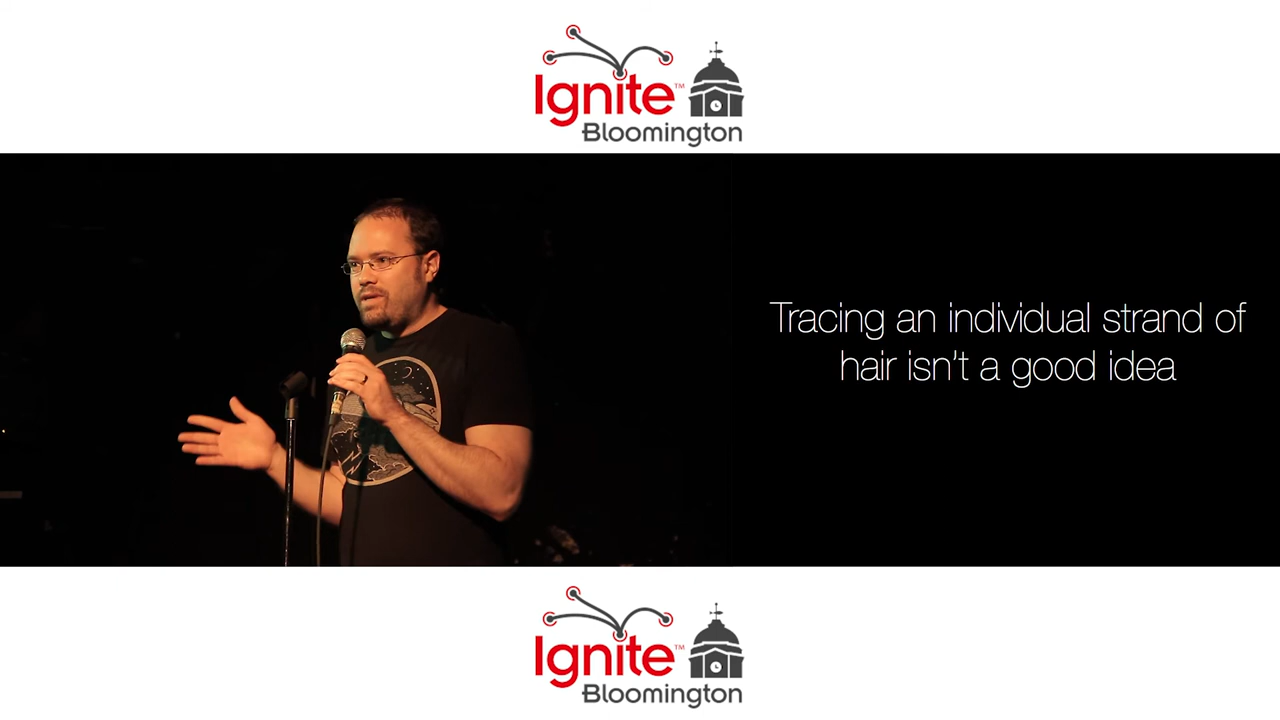 Ignite™
Bloomington
Tracing an individual strand of
hair isn't a good idea
Ignite™
Bloomington